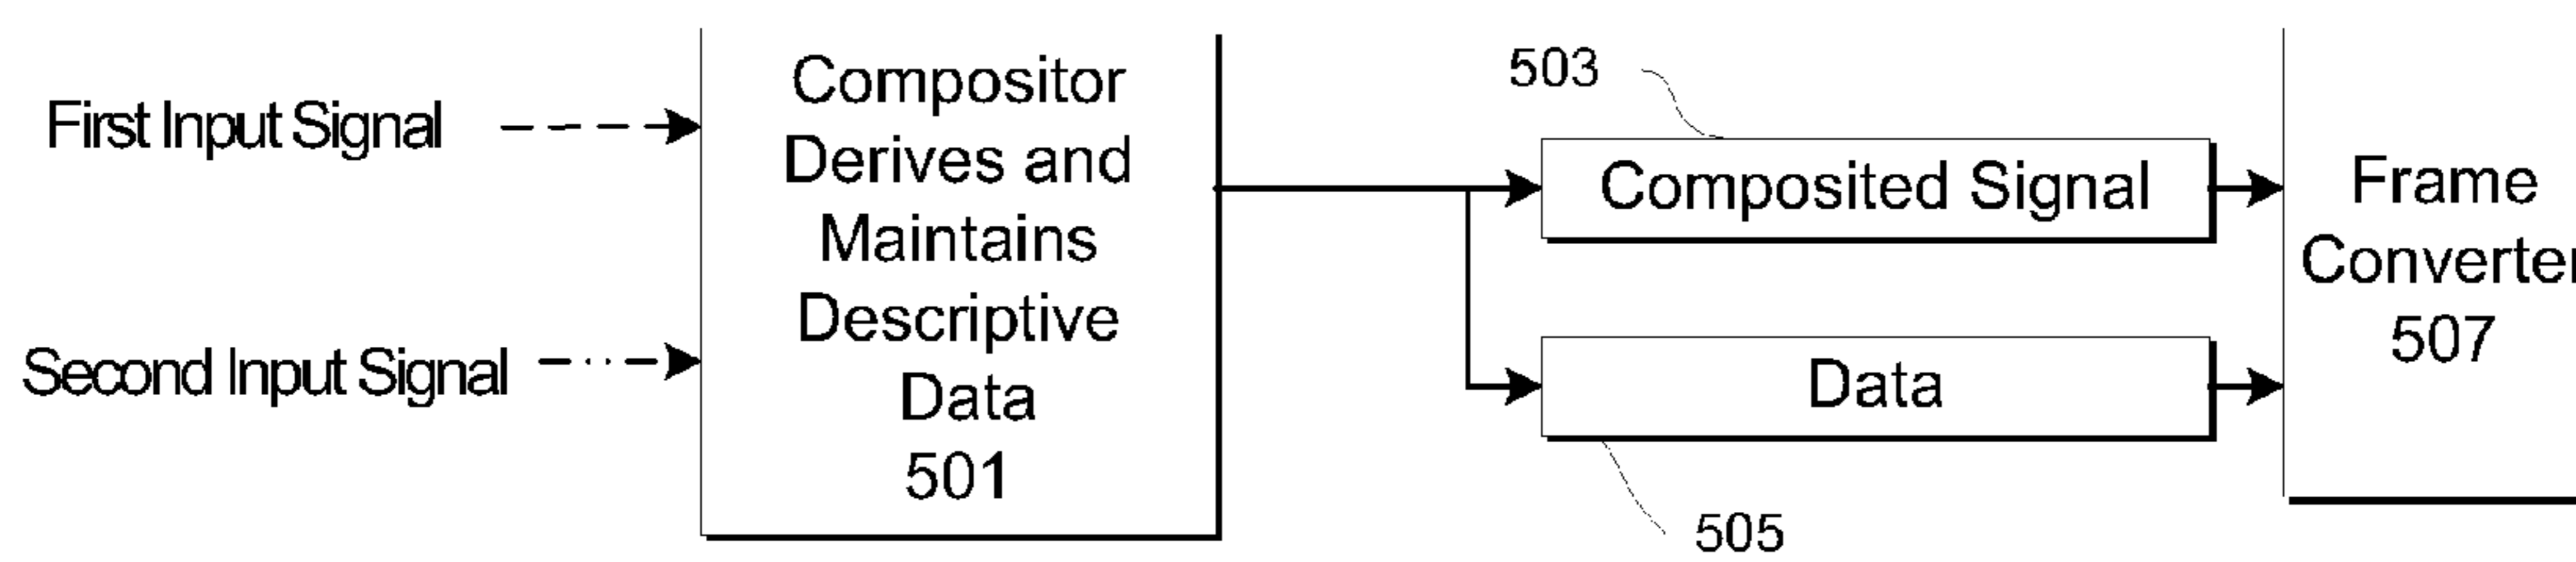 First Input Signal
Second Input Signal
Compositor
Derives and
Maintains
Descriptive
Data
501
503
Composited Signal
Data
505
Frame
Converter
507